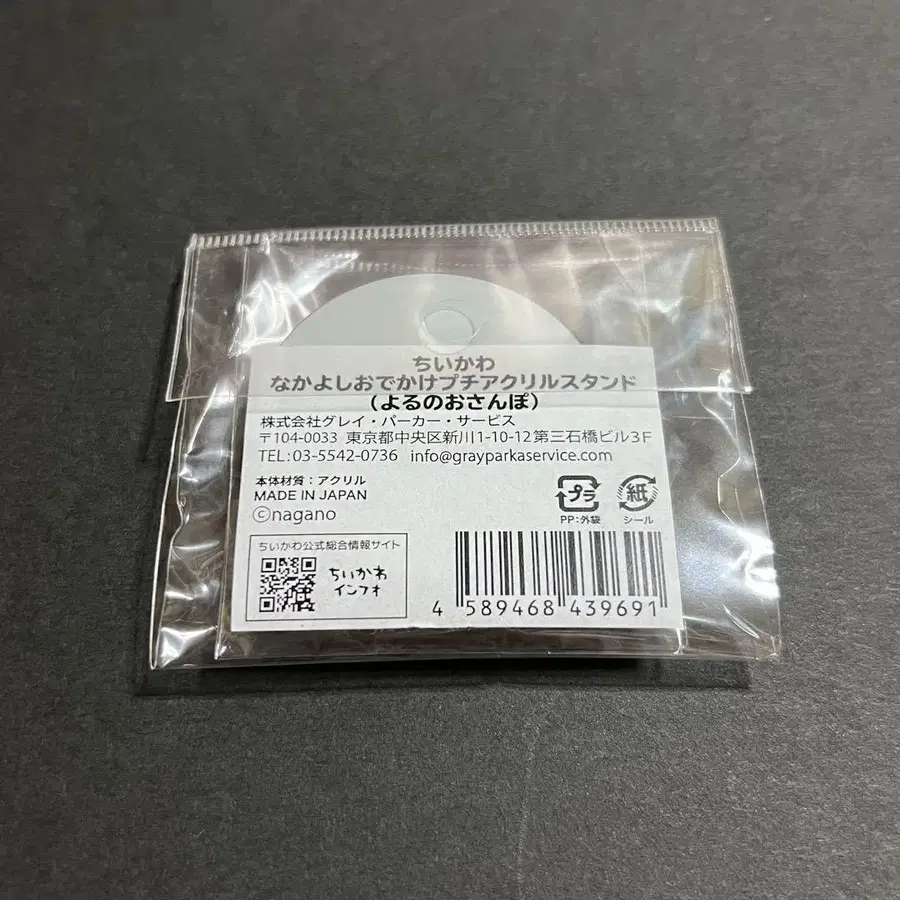 ちいかわ
なかよしおでかけプチアクリルスタンド
(よるのおさんぽ)
株式会社グレイ・パーカー・サービス
〒104-0033 東京都中央区新川1-10-12第三石橋ビル3F
TEL:03-5542-0736 info@grayparkaservice.com
本体材質：アクリル
MADE IN JAPAN
©nagano
プラ
PP:外袋
紙
シール
ちいかわ公式総合情報サイト
ちいかわ
インフォ
4 589468 439691